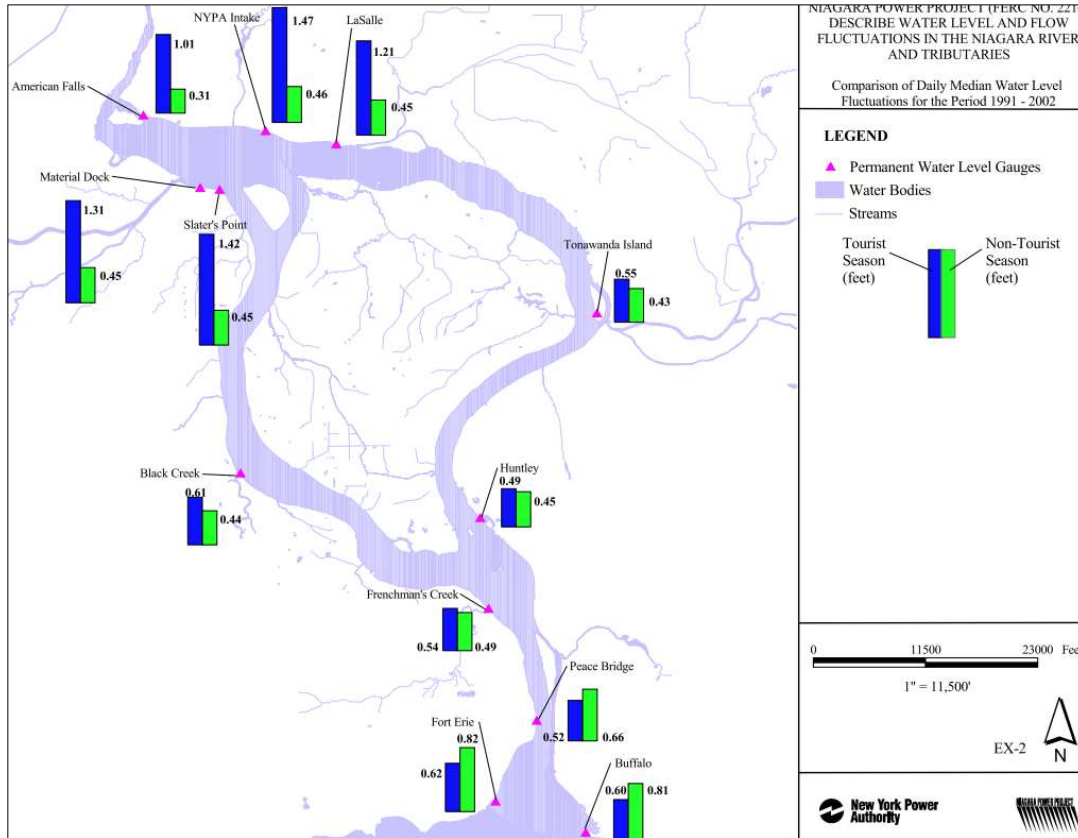 NIAGARA POWER PROJECT (FERC NO. 221
DESCRIBE WATER LEVEL AND FLOW
FLUCTUATIONS IN THE NIAGARA RIVER
AND TRIBUTARIES
Comparison of Daily Median Water Level
Fluctuations for the Period 1991 - 2002
LEGEND
Permanent Water Level Gauges
Water Bodies
Streams
Tourist
Season
(feet)
Non-Tourist
Season
(feet)
NYPA Intake
1.47
0.46
LaSalle
1.21
0.45
American Falls
1.01
0.31
Material Dock
1.31
0.45
Slater's Point
1.42
0.45
Tonawanda Island
0.55
0.43
Black Creek
0.61
0.44
Huntley
0.49
0.45
Frenchman's Creek
0.54
0.49
Peace Bridge
0.52
0.66
Fort Erie
0.62
0.82
Buffalo
0.60
0.81
0
11500
23000 Fee
1" = 11,500'
EX-2
N
New York Power
Authority
NIAGARA POWER PROJECT